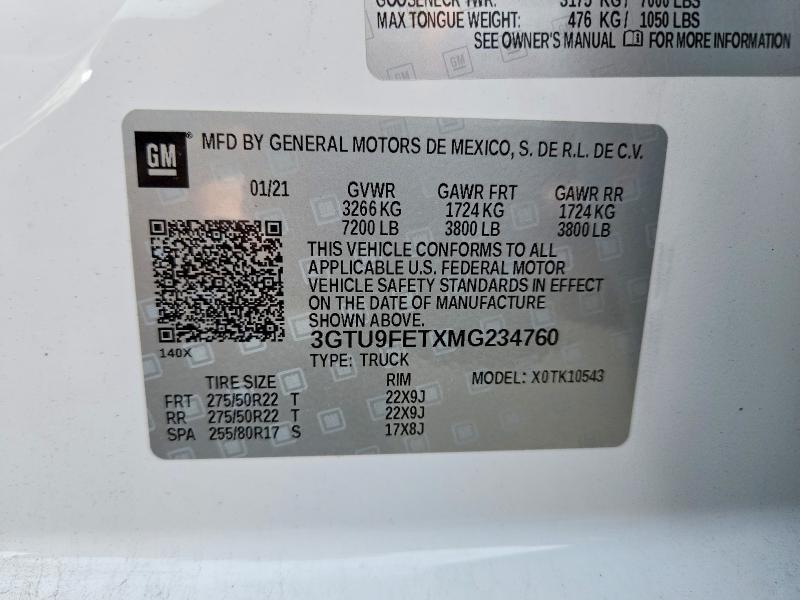 GOOSENECK TWR: 3175 KG/ 7000 LBS
MAX TONGUE WEIGHT: 476 KG/ 1050 LBS
SEE OWNER'S MANUAL FOR MORE INFORMATION
GM
GM ® MFD BY GENERAL MOTORS DE MEXICO, S. DE R.L. DE C.V.
01/21 GVWR GAWR FRT GAWR RR
3266 KG 1724 KG 1724 KG
7200 LB 3800 LB 3800 LB
THIS VEHICLE CONFORMS TO ALL
APPLICABLE U.S. FEDERAL MOTOR
VEHICLE SAFETY STANDARDS IN EFFECT
ON THE DATE OF MANUFACTURE
SHOWN ABOVE.
3GTU9FETXMG234760
140X
TYPE: TRUCK
TIRE SIZE RIM MODEL: X0TK10543
FRT 275/50R22 T 22X9J
RR 275/50R22 T 22X9J
SPA 255/80R17 S 17X8J